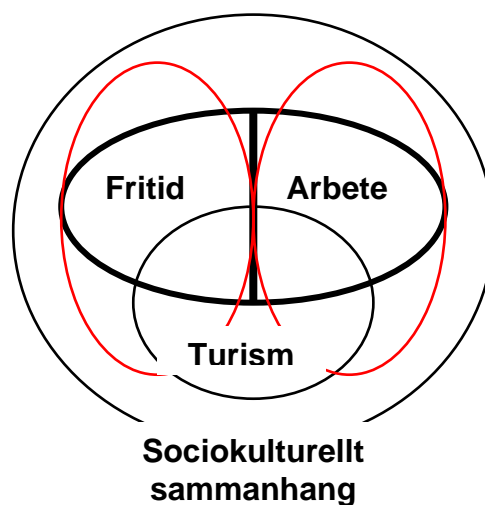 Fritid
Arbete
Turism
Sociokulturellt
sammanhang